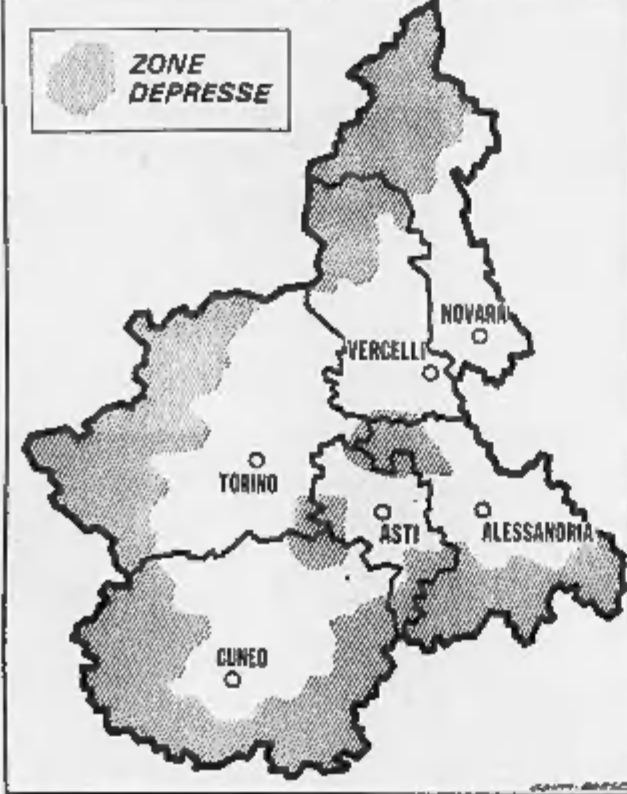 ZONE
DEPRESSE
NOVARA
VERCELLI
TORINO
ASTI
ALESSANDRIA
CUNEO